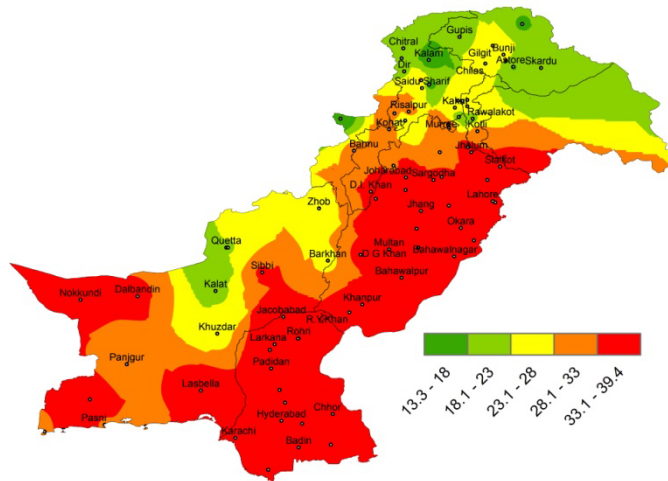 Gupis
Chitral
Gilgit
Bunji
Kalam
Astore
Skardu
Dir
Chilas
Saidu Sharif
Kakul
Risalpur
Rawalakot
Kohat
Murree
Kotli
Bannu
Jhelum
Sialkot
Joharabad
Sargodha
D.I. Khan
Lahore
Zhob
Jhang
Okara
Quetta
Multan
Barkhan
D G Khan
Bahawalnagar
Sibbi
Bahawalpur
Kalat
Nokkundi
Dalbandin
Khanpur
Jacobabad
R.Y.Khan
Khuzdar
Rohri
Larkana
Panjgur
Padidan
Lasbella
Pasni
Chhor
Hyderabad
Karachi
Badin
13.3 - 18
18.1 - 23
23.1 - 28
28.1 - 33
33.1 - 39.4